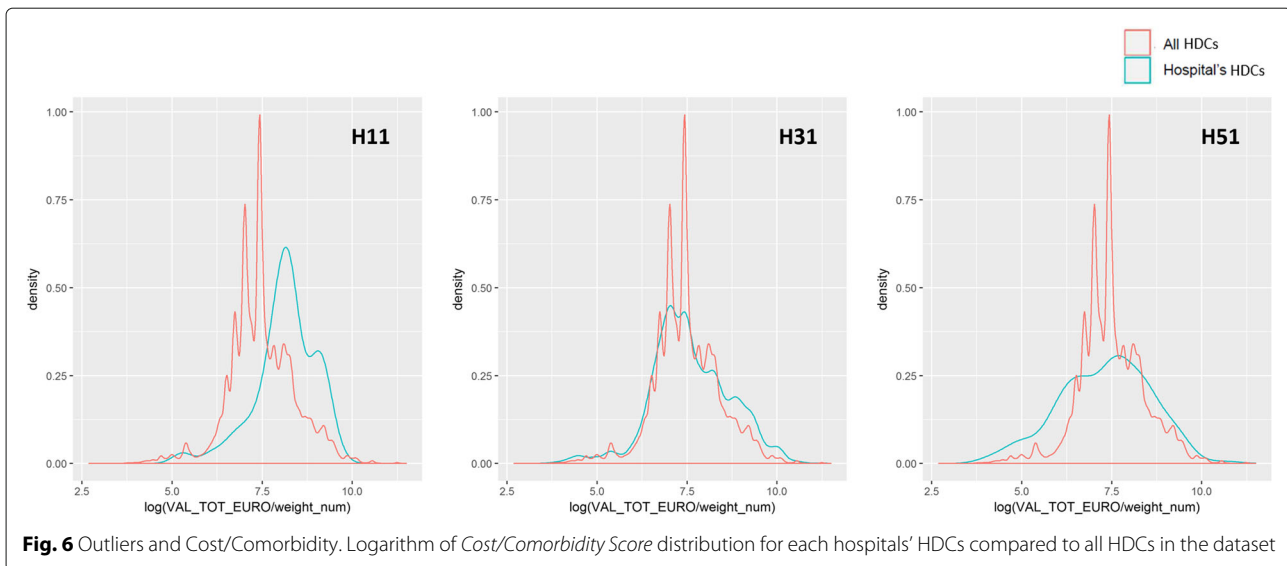 All HDCs
Hospital's HDCs
1.00
0.75
0.50
0.25
0.00
density
H11
2.5 5.0 7.5 10.0
log(VAL_TOT_EURO/weight_num)
1.00
0.75
0.50
0.25
0.00
density
H31
2.5 5.0 7.5 10.0
log(VAL_TOT_EURO/weight_num)
1.00
0.75
0.50
0.25
0.00
density
H51
2.5 5.0 7.5 10.0
log(VAL_TOT_EURO/weight_num)
Fig. 6 Outliers and Cost/Comorbidity. Logarithm of Cost/Comorbidity Score distribution for each hospitals' HDCs compared to all HDCs in the dataset